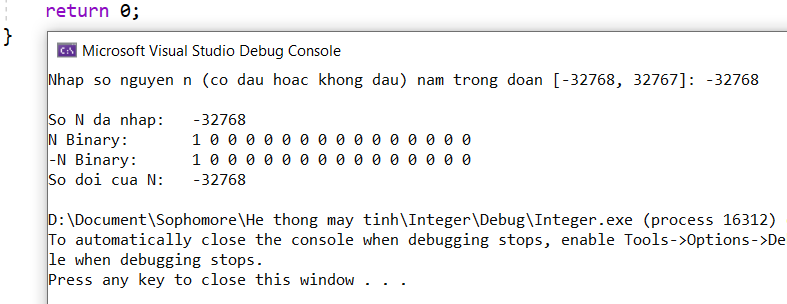 return 0;
}
C:\ Microsoft Visual Studio Debug Console
Nhap so nguyen n (co dau hoac khong dau) nam trong doan [-32768, 32767]: -32768
So N da nhap: -32768
N Binary: 1 0 0 0 0 0 0 0 0 0 0 0 0 0 0 0
-N Binary: 1 0 0 0 0 0 0 0 0 0 0 0 0 0 0 0
So doi cua N: -32768
D:\Document\Sophomore\He thong may tinh\Integer\Debug\Integer.exe (process 16312)
To automatically close the console when debugging stops, enable Tools->Options->De
le when debugging stops.
Press any key to close this window . . .